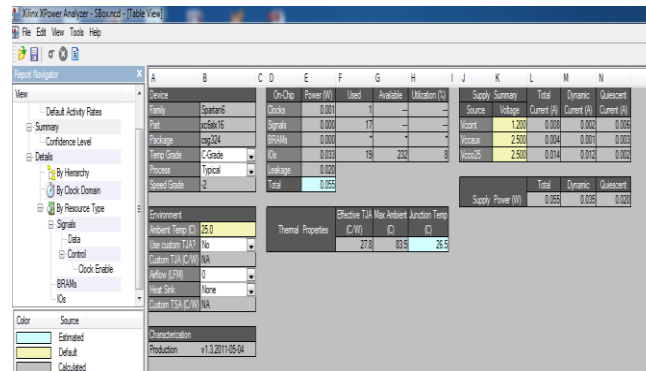 Xilinx XPower Analyzer - SBox.ncd - [Table View]
File Edit View Tools Help
Report Navigator
View
Default Activity Rates
Summary
Confidence Level
Details
By Hierarchy
By Clock Domain
By Resource Type
Signals
Data
Control
Clock Enable
BRAMs
IOs
Color Source
Estimated
Default
Calculated
A B C D E F G H I J K L M N
Device
Family Spartan6
Part xc6slx16
Package csg324
Temp Grade C-Grade
Process Typical
Speed Grade -2
Environment
Ambient Temp (C) 25.0
Use custom TJA? No
Custom TJA (C/W) NA
Airflow (LFM) 0
Heat Sink None
Custom TSA (C/W) NA
Characterization
Production v1.3,2011-05-04
On-Chip Power (W) Used Available Utilization (%)
Clocks 0.001 1 -- --
Signals 0.000 17 -- --
BRAMs 0.000 * * *
IOs 0.033 19 232 8
Leakage 0.020
Total 0.055
Effective TJA Max Ambient Junction Temp
Thermal Properties (C/W) (C) (C)
27.8 83.5 26.5
Supply Summary Total Dynamic Quiescent
Source Voltage Current (A) Current (A) Current (A)
Vccint 1.200 0.008 0.002 0.006
Vccaux 2.500 0.004 0.001 0.003
Vcco25 2.500 0.014 0.012 0.002
Total Dynamic Quiescent
Supply Power (W) 0.055 0.035 0.020